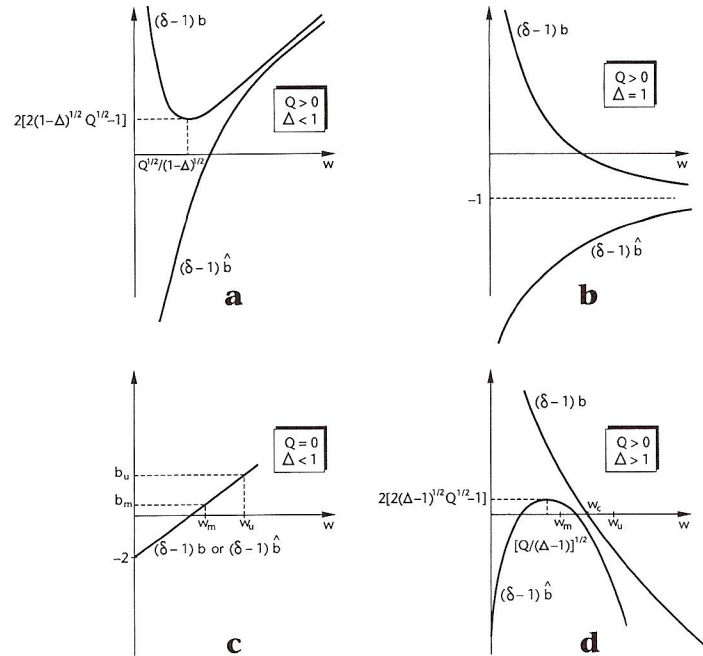 (δ – 1) b
Q > 0
Δ < 1
2[2(1–Δ)^1/2 Q^1/2–1]
Q^1/2/(1–Δ)^1/2
w
(δ – 1) b̂
a
(δ – 1) b
Q > 0
Δ = 1
w
–1
(δ – 1) b̂
b
Q = 0
Δ < 1
b_u
b_m
w_m
w_u
w
–2
(δ – 1) b or (δ – 1) b̂
c
(δ – 1) b
Q > 0
Δ > 1
2[2(Δ–1)^1/2 Q^1/2–1]
w_c
w_m
w_u
w
[Q/(Δ–1)]^1/2
(δ – 1) b̂
d